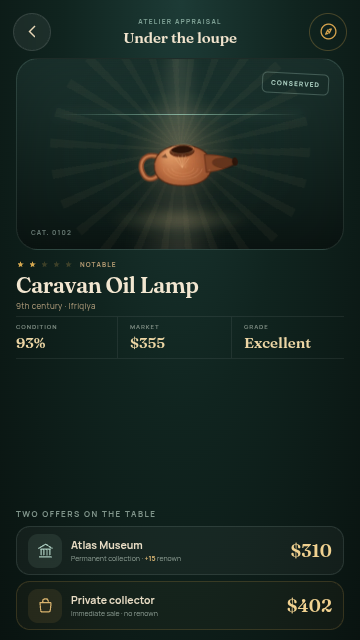 ATELIER APPRAISAL
Under the loupe
CONSERVED
CAT. 0102
NOTABLE
Caravan Oil Lamp
9th century · Ifriqiya
CONDITION
93%
MARKET
$355
GRADE
Excellent
TWO OFFERS ON THE TABLE
Atlas Museum
Permanent collection · +15 renown
$310
Private collector
Immediate sale · no renown
$402